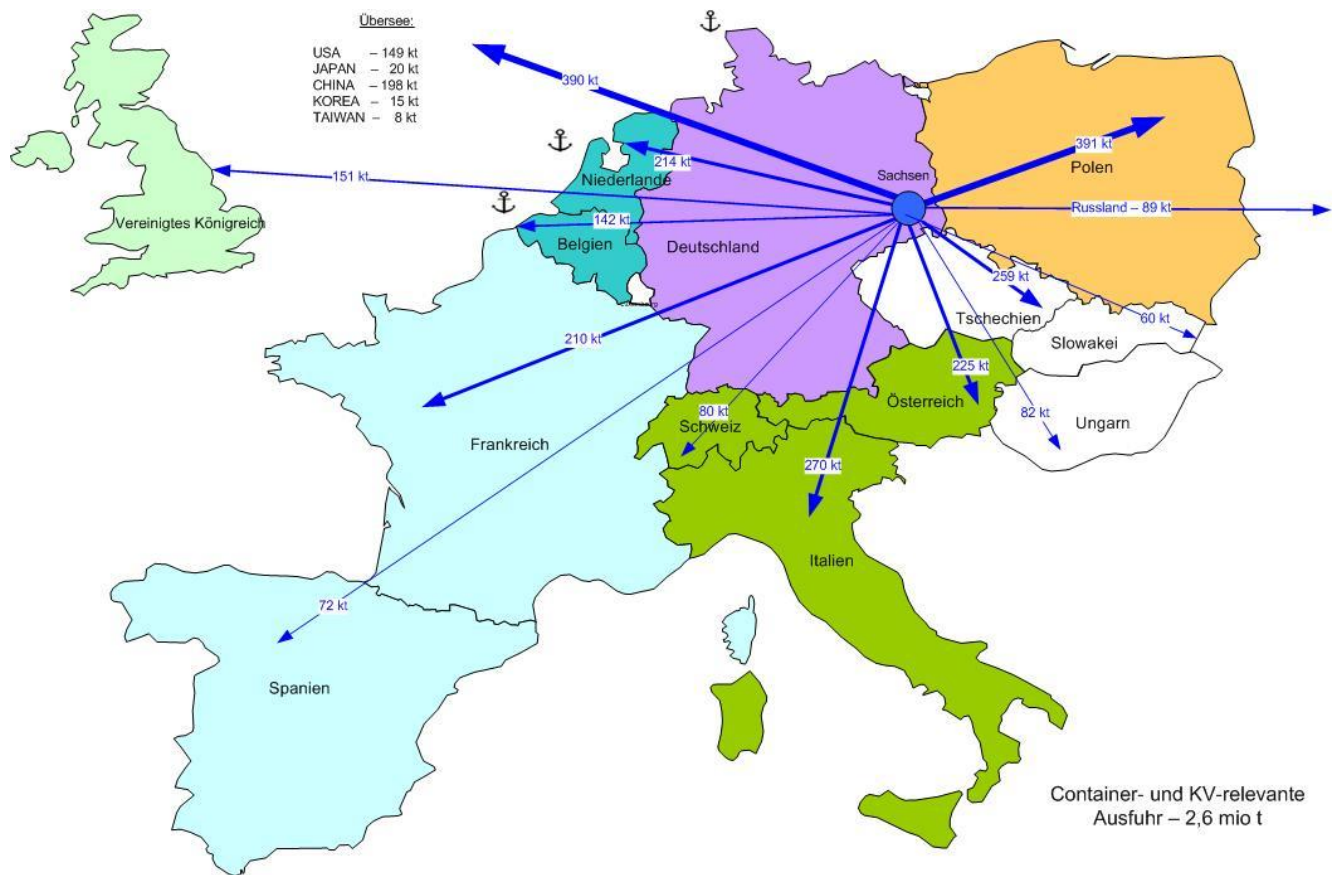 Übersee:
USA – 149 kt
JAPAN – 20 kt
CHINA – 198 kt
KOREA – 15 kt
TAIWAN – 8 kt
390 kt
391 kt
214 kt
Polen
Sachsen
151 kt
Niederlande
Russland – 89 kt
Vereinigtes Königreich
142 kt
Belgien
Deutschland
259 kt
Tschechien
60 kt
210 kt
Slowakei
225 kt
Österreich
80 kt
Schweiz
82 kt
Ungarn
Frankreich
270 kt
Italien
72 kt
Spanien
Container- und KV-relevante
Ausfuhr – 2,6 mio t